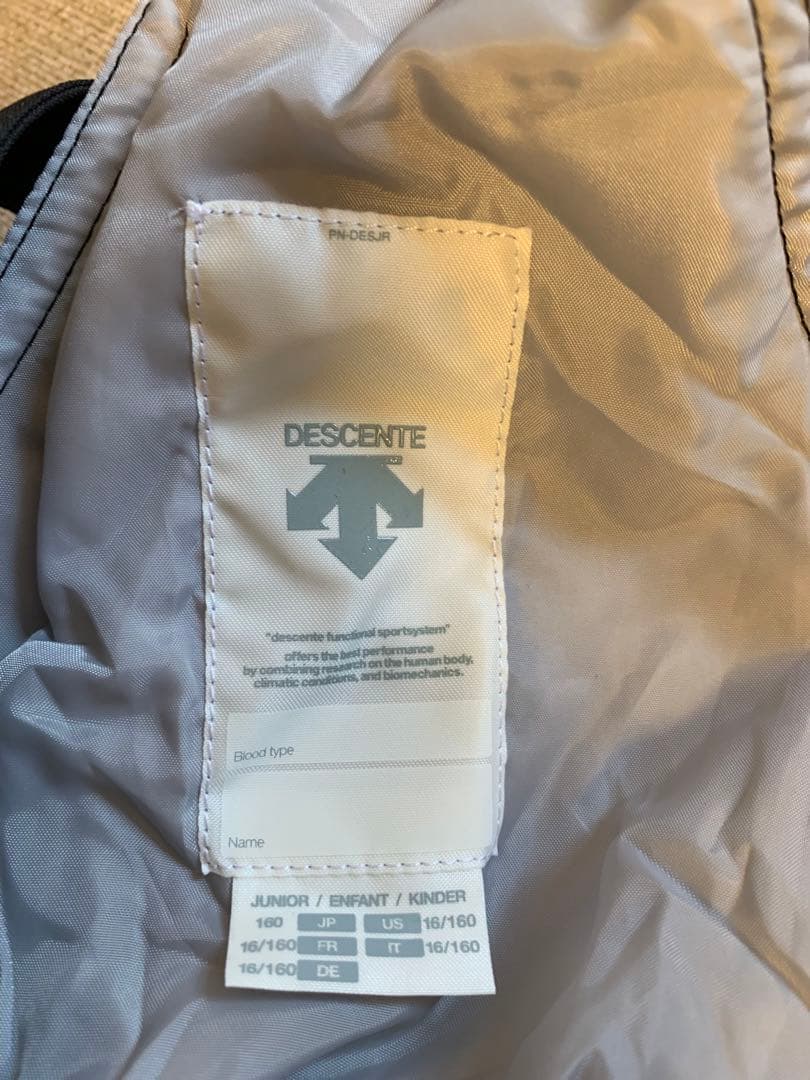 PN-DESJR
DESCENTE
"descente functional sportsystem"
offers the best performance
by combining research on the human body,
climatic conditions, and biomechanics.
Blood type
Name
JUNIOR / ENFANT / KINDER
160 JP US 16/160
16/160 FR IT 16/160
16/160 DE